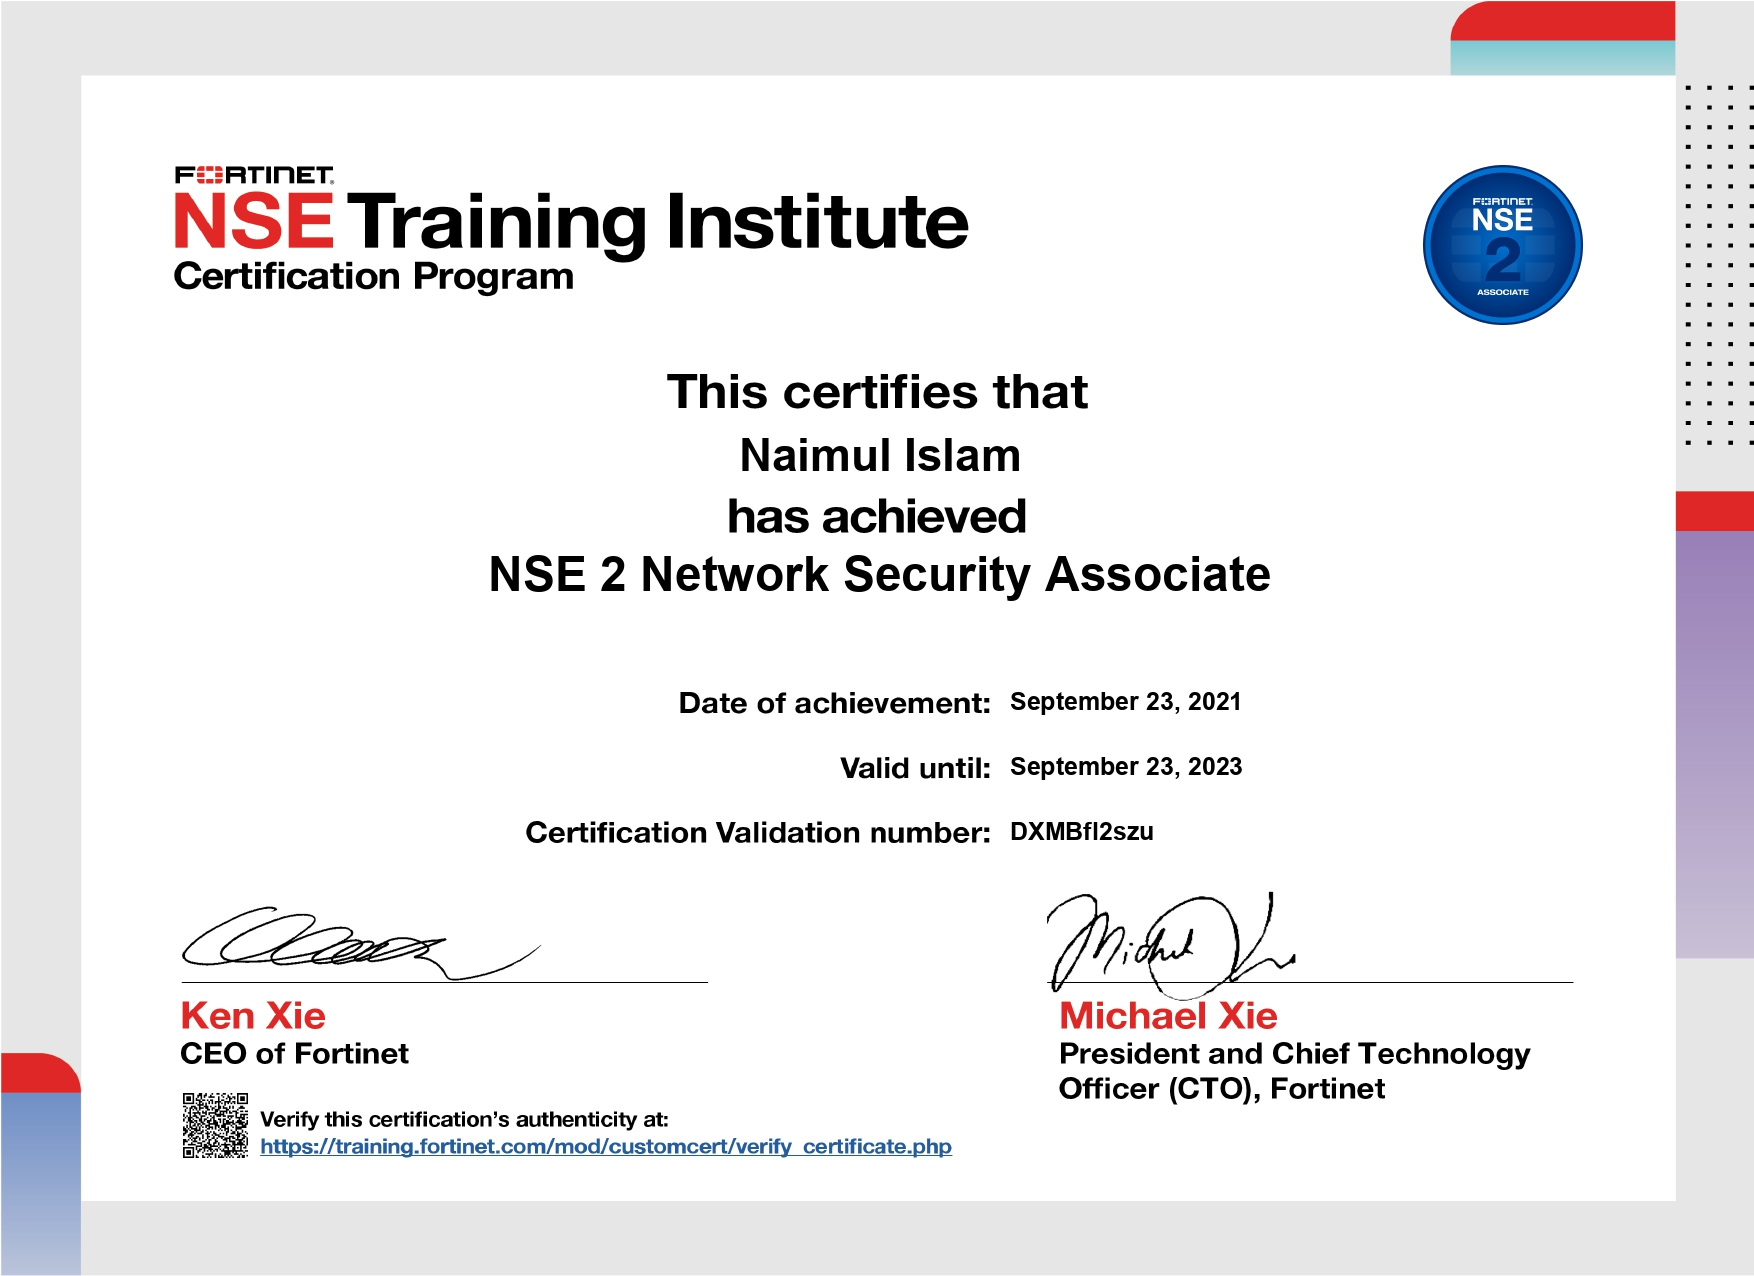 FORTINET
NSE Training Institute
Certification Program
FORTINET
NSE
2
ASSOCIATE
This certifies that
Naimul Islam
has achieved
NSE 2 Network Security Associate
Date of achievement: September 23, 2021
Valid until: September 23, 2023
Certification Validation number: DXMBfl2szu
Ken Xie
CEO of Fortinet
Michael Xie
President and Chief Technology
Officer (CTO), Fortinet
Verify this certification’s authenticity at:
https://training.fortinet.com/mod/customcert/verify_certificate.php